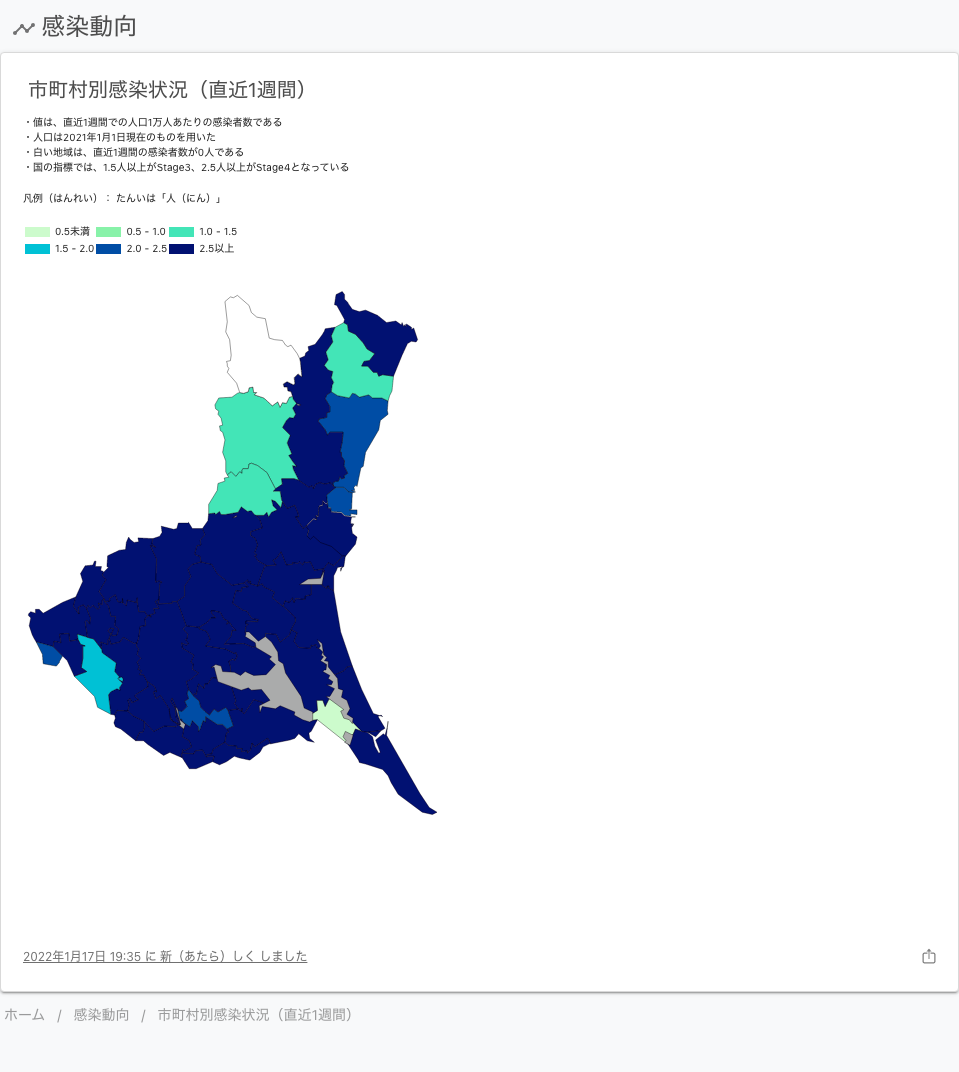 感染動向
市町村別感染状況（直近1週間）
・値は、直近1週間での人口1万人あたりの感染者数である
・人口は2021年1月1日現在のものを用いた
・白い地域は、直近1週間の感染者数が0人である
・国の指標では、1.5人以上がStage3、2.5人以上がStage4となっている
凡例（はんれい）： たんいは「人（にん）」
0.5未満 0.5 - 1.0 1.0 - 1.5
1.5 - 2.0 2.0 - 2.5 2.5以上
2022年1月17日 19:35 に 新（あたら）しく しました
ホーム / 感染動向 / 市町村別感染状況（直近1週間）